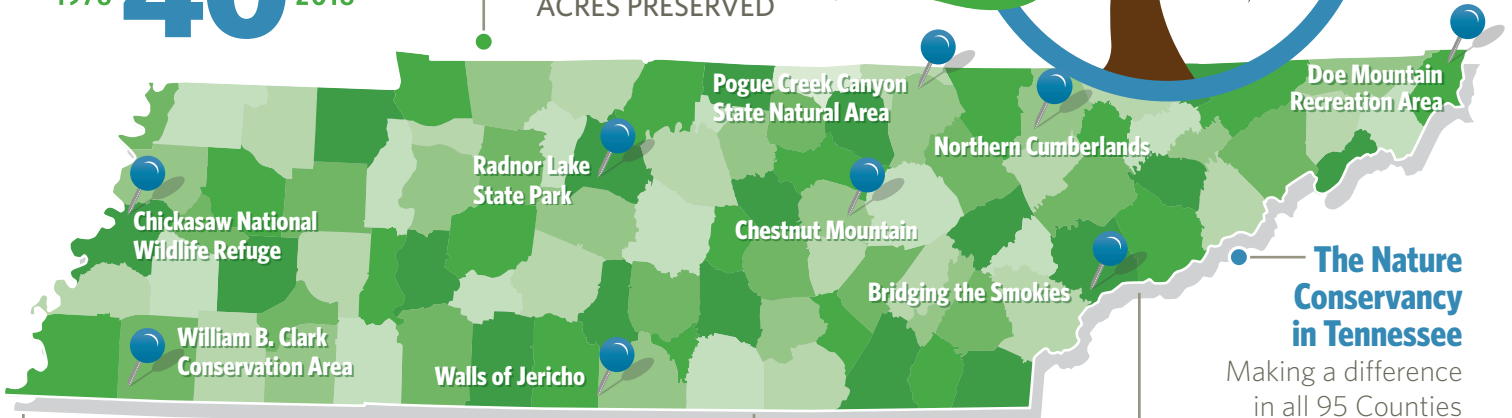 40
ACRES PRESERVED
Pogue Creek Canyon
State Natural Area
Doe Mountain
Recreation Area
Northern Cumberlands
Radnor Lake
State Park
Chickasaw National
Wildlife Refuge
Chestnut Mountain
Bridging the Smokies
William B. Clark
Conservation Area
Walls of Jericho
The Nature
Conservancy
in Tennessee
Making a difference
in all 95 Counties